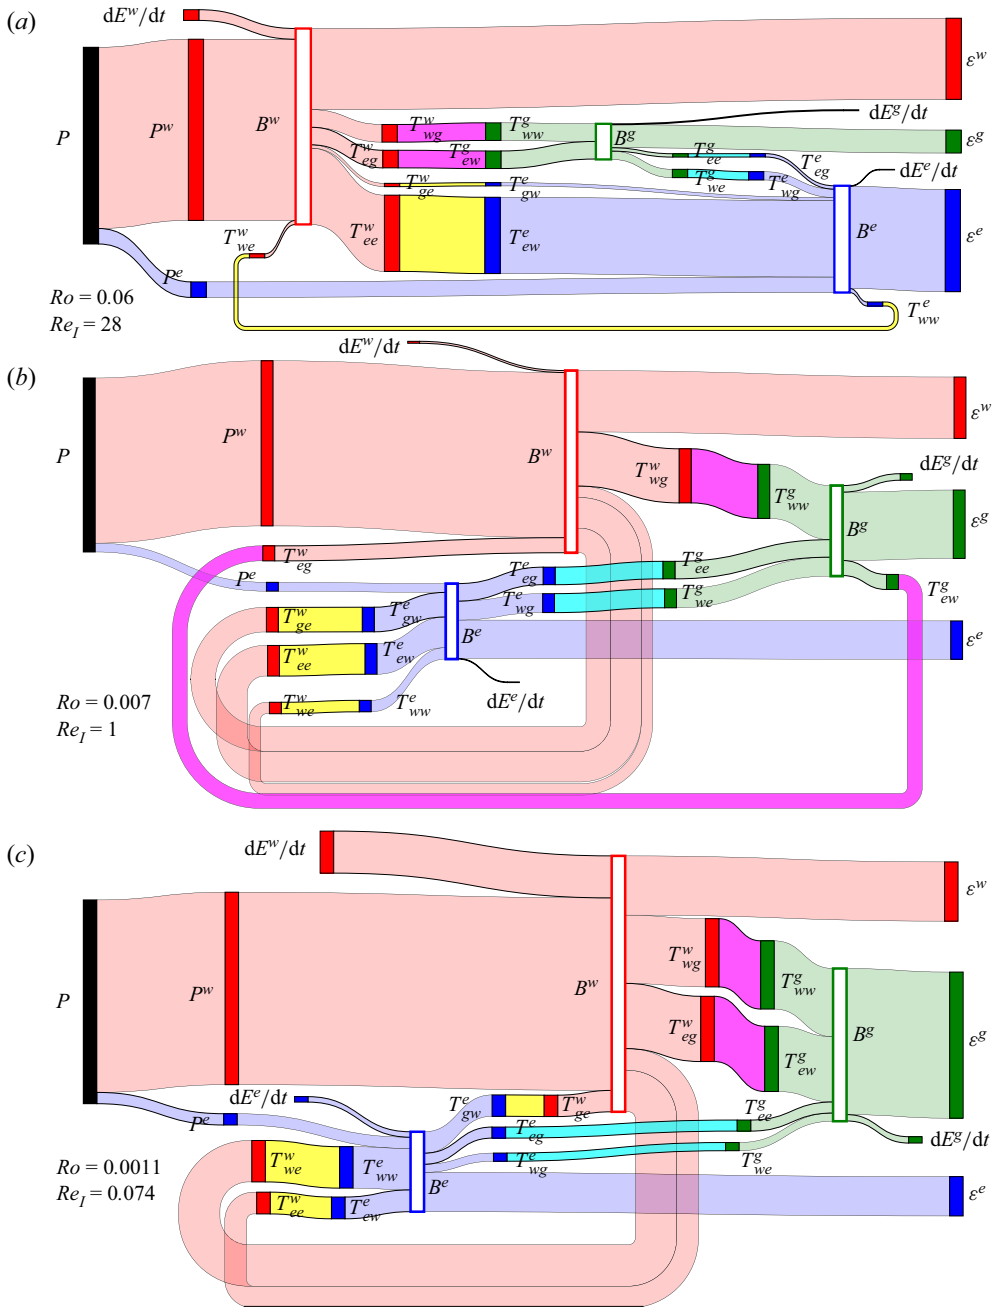 (a)
dE^w/dt
P
P^w
B^w
ε^w
T^w_wg
T^g_ww
B^g
dE^g/dt
ε^g
T^w_eg
T^g_ew
T^g_ee
T^e_eg
dE^e/dt
T^w_ge
T^e_gw
T^g_we
T^e_wg
T^w_we
T^w_ee
T^e_ew
B^e
ε^e
P^e
T^e_ww
Ro = 0.06
Re_I = 28
(b)
dE^w/dt
P
P^w
B^w
ε^w
T^w_wg
T^g_ww
dE^g/dt
B^g
ε^g
T^w_eg
P^e
T^e_eg
T^g_ee
T^g_ew
T^w_ge
T^e_gw
T^e_wg
T^g_we
B^e
ε^e
T^w_ee
T^e_ew
T^w_we
T^e_ww
dE^e/dt
Ro = 0.007
Re_I = 1
(c)
dE^w/dt
ε^w
P
P^w
B^w
T^w_wg
T^g_ww
B^g
ε^g
T^w_eg
T^g_ew
dE^e/dt
P^e
T^e_gw
T^w_ge
T^e_eg
T^g_ee
dE^g/dt
T^w_we
T^e_ww
T^e_wg
T^g_we
B^e
ε^e
T^w_ee
T^e_ew
Ro = 0.0011
Re_I = 0.074